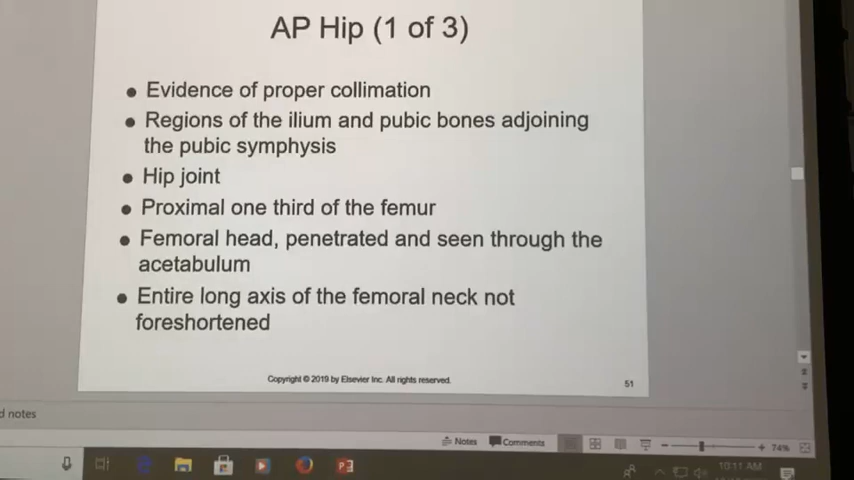 AP Hip (1 of 3)
● Evidence of proper collimation
● Regions of the ilium and pubic bones adjoining
the pubic symphysis
● Hip joint
● Proximal one third of the femur
● Femoral head, penetrated and seen through the
acetabulum
● Entire long axis of the femoral neck not
foreshortened
Copyright © 2019 by Elsevier Inc. All rights reserved.
51
d notes
Notes
Comments
74%
10:11 AM